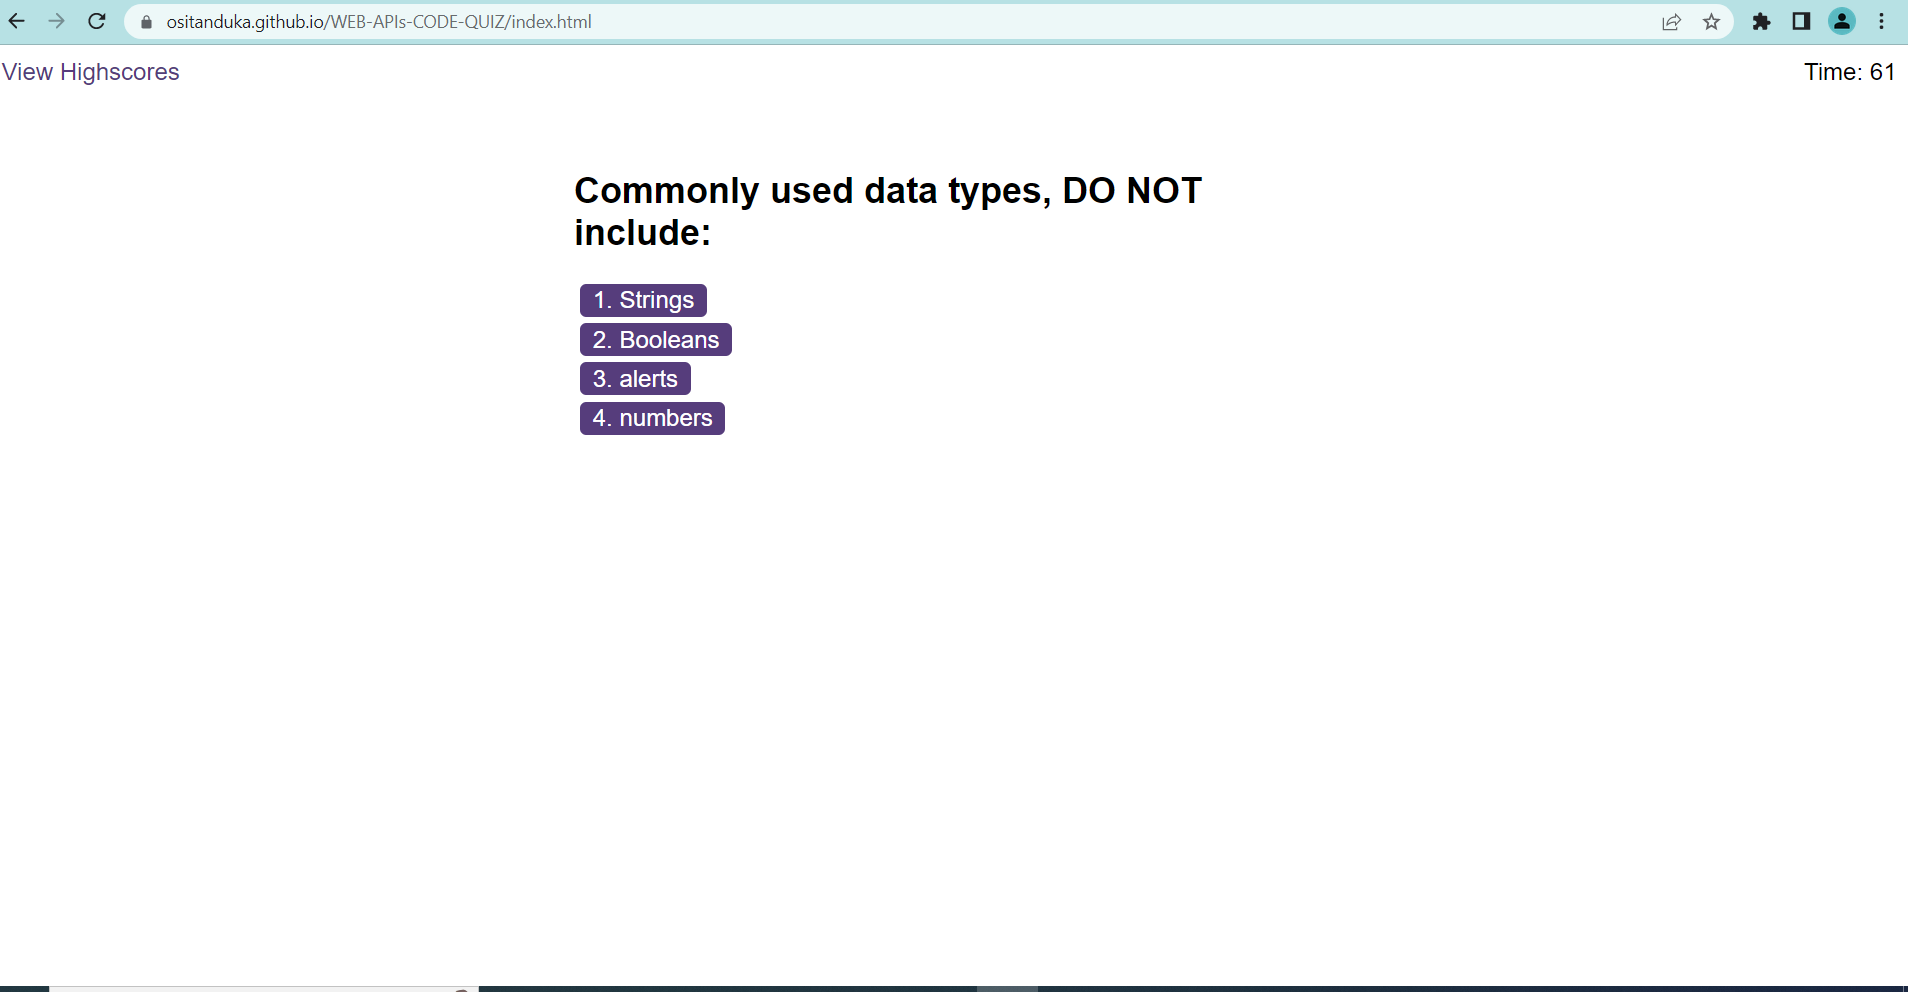 ositanduka.github.io/WEB-APIs-CODE-QUIZ/index.html
View Highscores
Time: 61
Commonly used data types, DO NOT
include:
1. Strings
2. Booleans
3. alerts
4. numbers